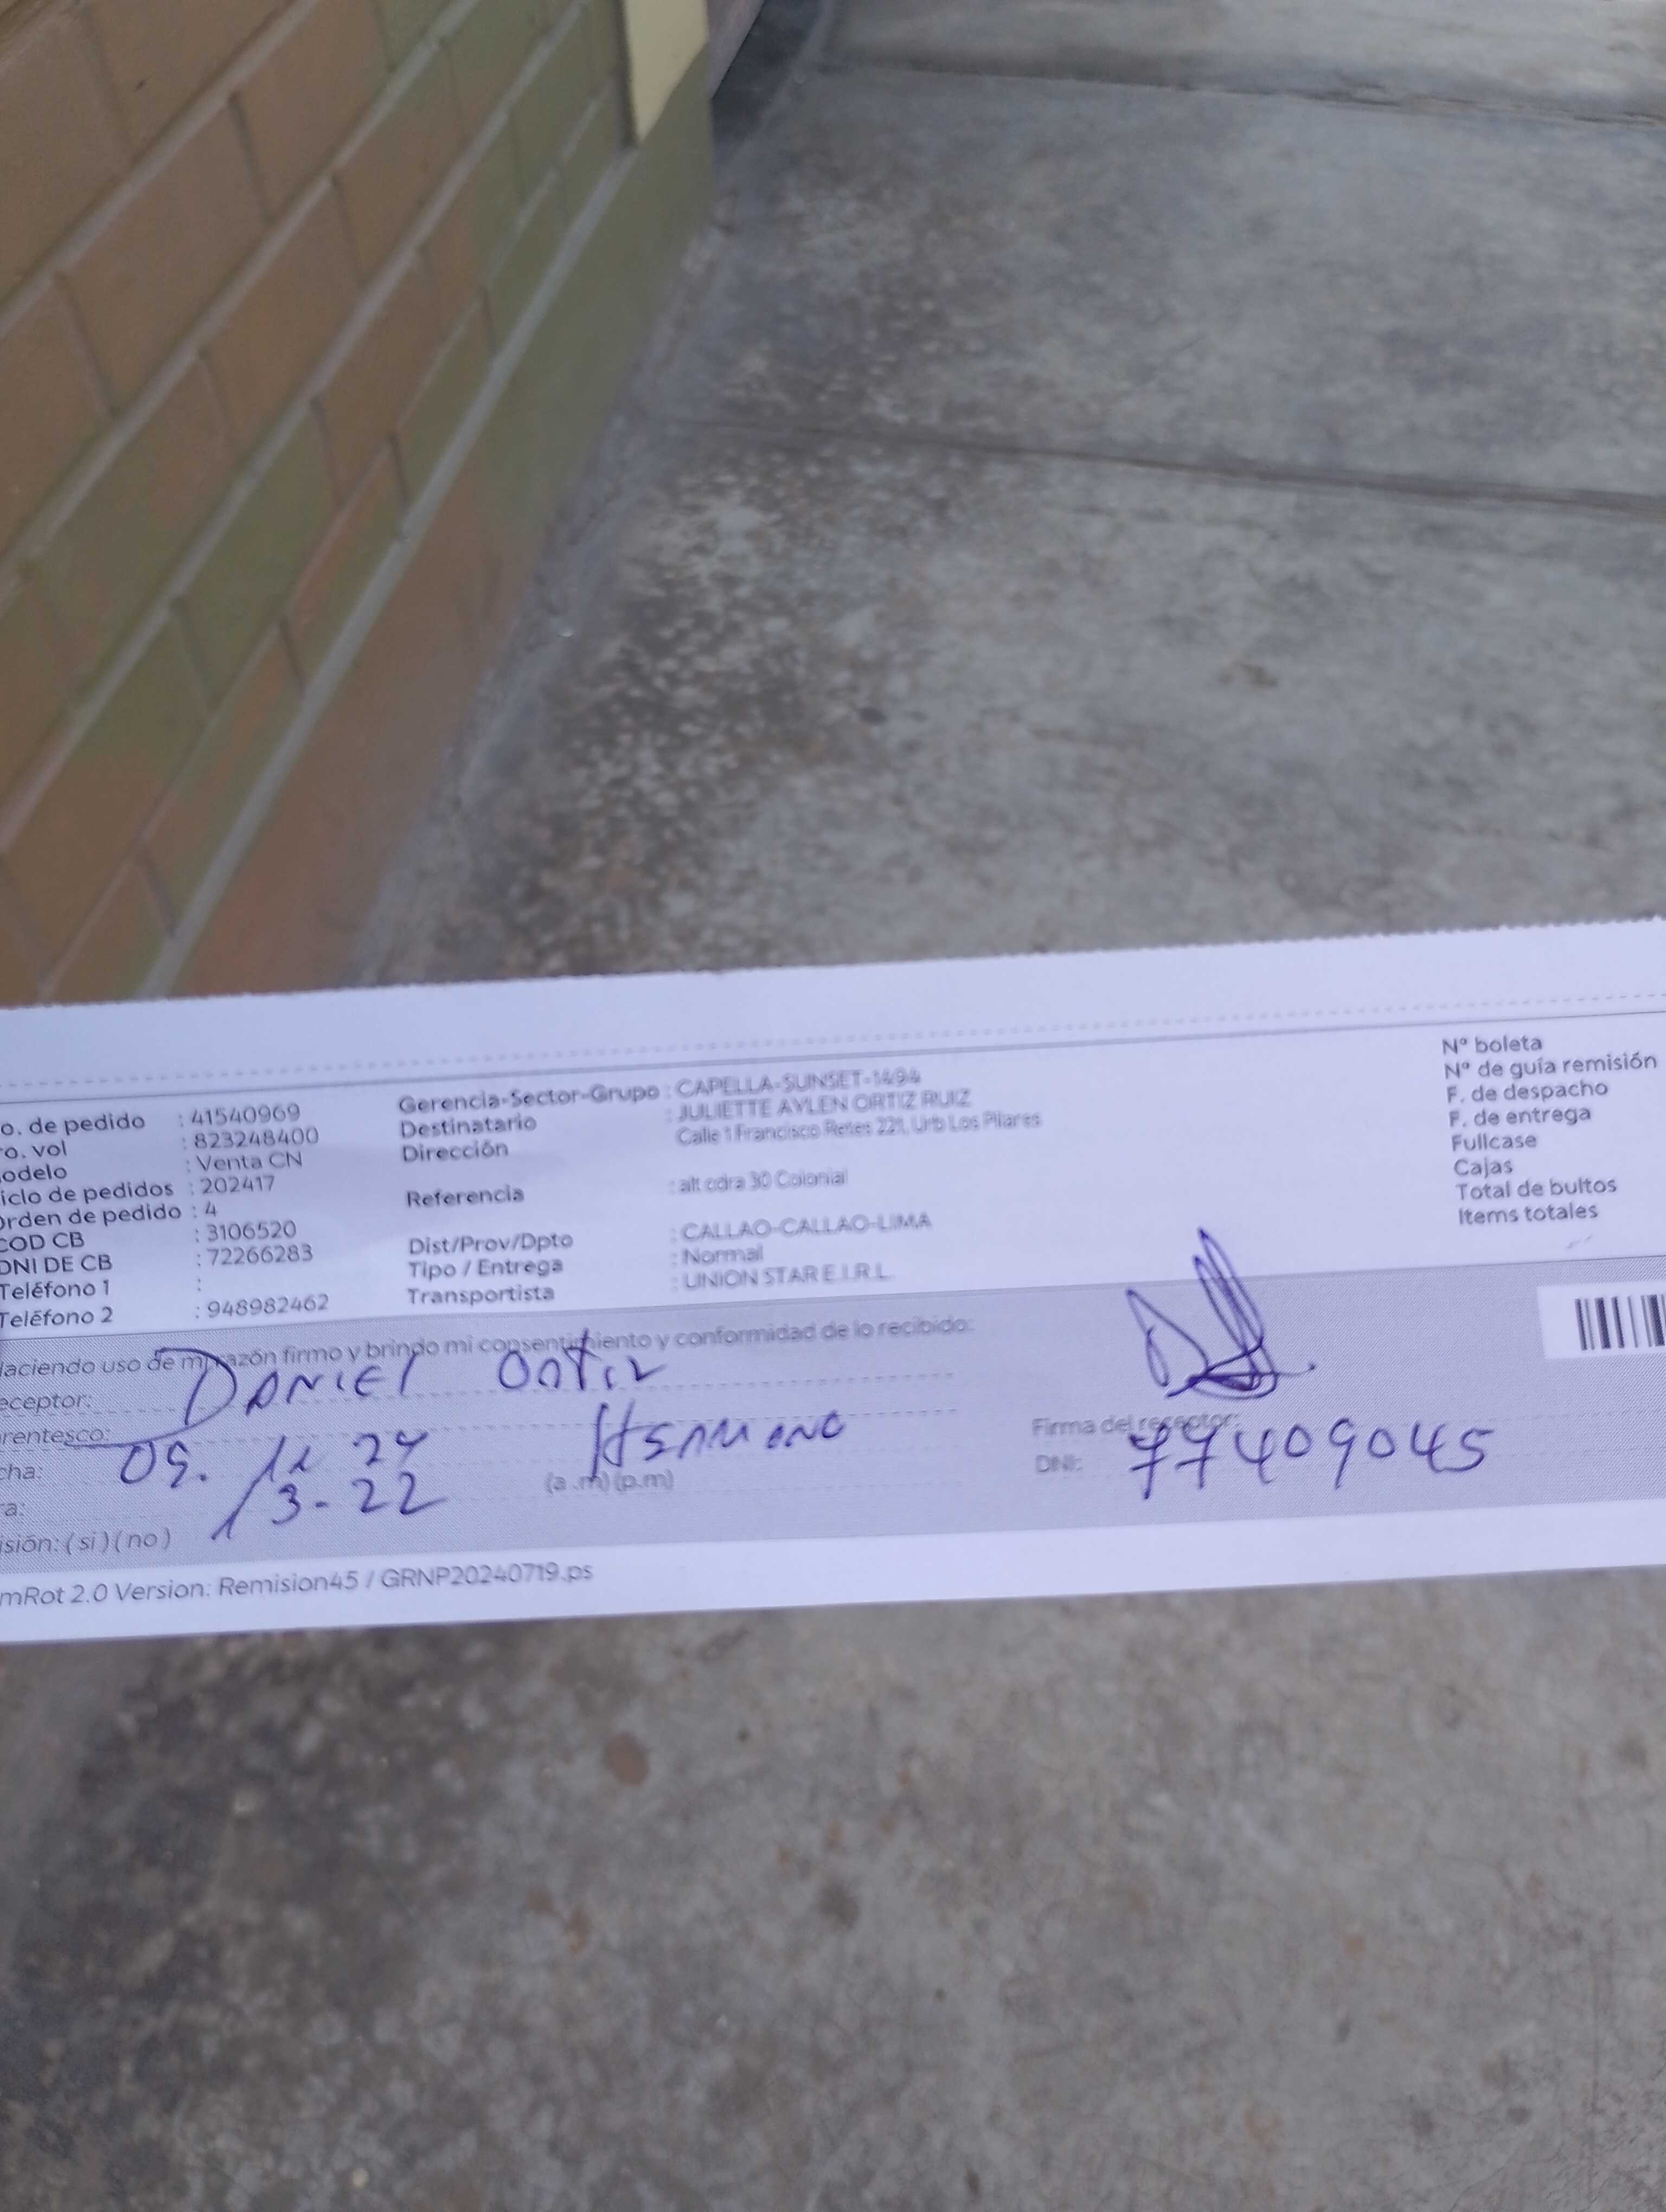 o. de pedido : 41540969
ro. vol : 823248400
odelo : Venta CN
iclo de pedidos : 202417
Orden de pedido : 4
COD CB : 3106520
DNI DE CB : 72266283
Teléfono 1 :
Teléfono 2 : 948982462
Gerencia-Sector-Grupo : CAPELLA-SUNSET-1494
Destinatario : JULIETTE AYLEN ORTIZ RUIZ
Dirección : Calle 1 Francisco Retes 221, Urb Los Pilares
Referencia : alt cdra 30 Colonial
Dist/Prov/Dpto : CALLAO-CALLAO-LIMA
Tipo / Entrega : Normal
Transportista : UNION STAR E.I.R.L.
Nº boleta
Nº de guía remisión
F. de despacho
F. de entrega
Fullcase
Cajas
Total de bultos
Items totales
Haciendo uso de mi razón firmo y brindo mi consentimiento y conformidad de lo recibido:
eceptor: DANIEL ORTIZ
rentesco: HERMANO
cha: 09. 24
ra: 13-22 (a .m) (p.m)
isión: ( si ) ( no )
Firma del receptor:
DNI: 77409045
mRot 2.0 Version: Remision45 / GRNP20240719.ps